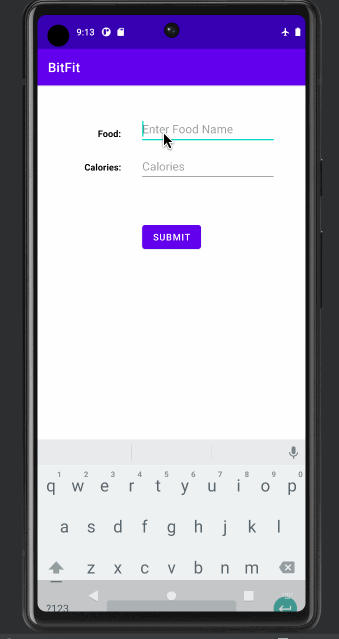 9:13
BitFit
Food: Enter Food Name
Calories: Calories
SUBMIT
1 2 3 4 5 6 7 8 9 0
q w e r t y u i o p
a s d f g h j k l
z x c v b n m
?123